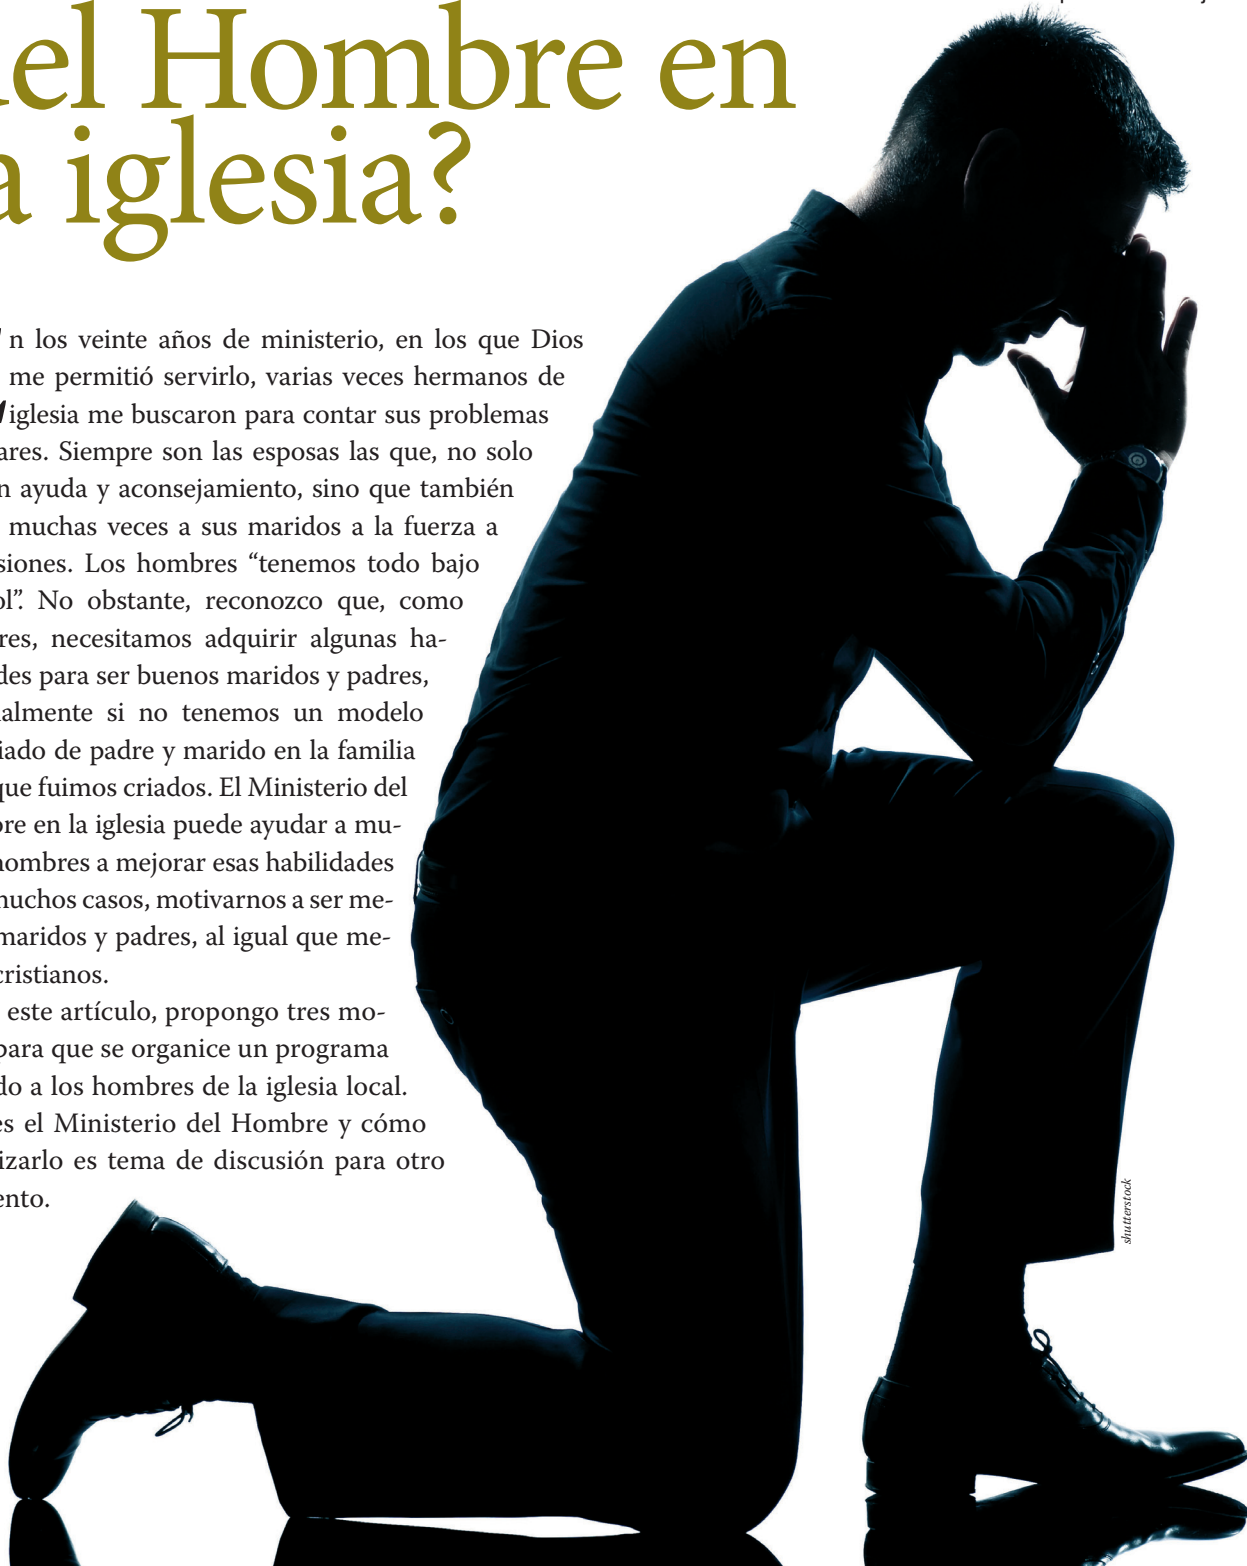 el Hombre en
a iglesia?
n los veinte años de ministerio, en los que Dios
me permitió servirlo, varias veces hermanos de
iglesia me buscaron para contar sus problemas
ares. Siempre son las esposas las que, no solo
n ayuda y aconsejamiento, sino que también
muchas veces a sus maridos a la fuerza a
siones. Los hombres “tenemos todo bajo
ol”. No obstante, reconozco que, como
res, necesitamos adquirir algunas ha-
des para ser buenos maridos y padres,
almente si no tenemos un modelo
iado de padre y marido en la familia
que fuimos criados. El Ministerio del
bre en la iglesia puede ayudar a mu-
hombres a mejorar esas habilidades
muchos casos, motivarnos a ser me-
maridos y padres, al igual que me-
cristianos.
este artículo, propongo tres mo-
para que se organice un programa
do a los hombres de la iglesia local.
es el Ministerio del Hombre y cómo
izarlo es tema de discusión para otro
ento.
shutterstock